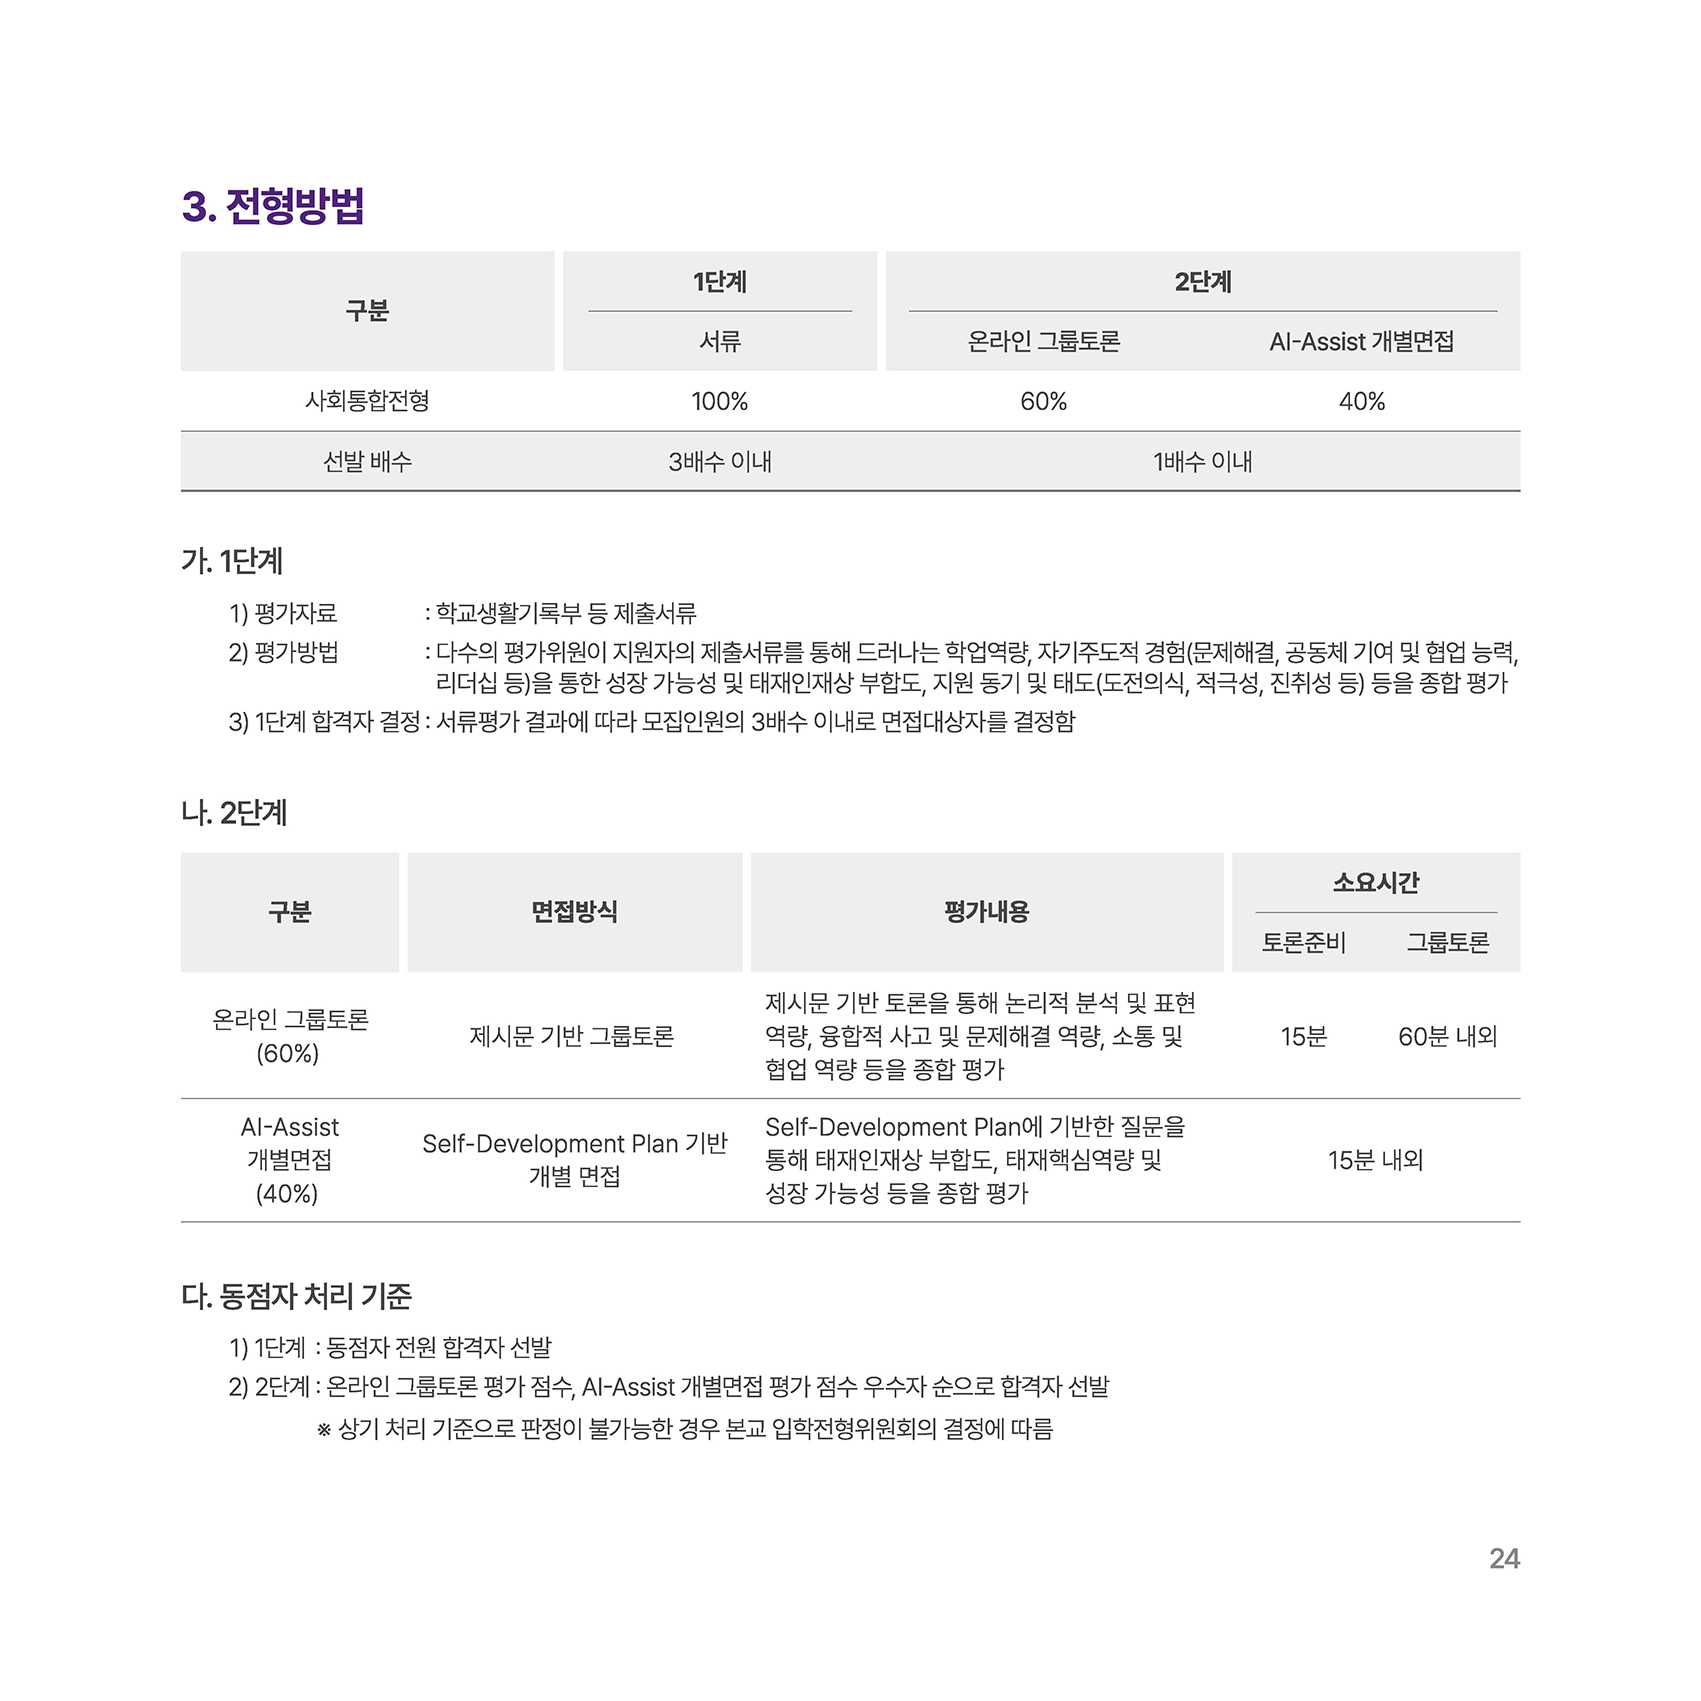 3. 전형방법
구분
1단계
2단계
서류
온라인 그룹토론
AI-Assist 개별면접
사회통합전형
100%
60%
40%
선발 배수
3배수 이내
1배수 이내
가. 1단계
1) 평가자료 : 학교생활기록부 등 제출서류
2) 평가방법 : 다수의 평가위원이 지원자의 제출서류를 통해 드러나는 학업역량, 자기주도적 경험(문제해결, 공동체 기여 및 협업 능력,
리더십 등)을 통한 성장 가능성 및 태재인재상 부합도, 지원 동기 및 태도(도전의식, 적극성, 진취성 등) 등을 종합 평가
3) 1단계 합격자 결정 : 서류평가 결과에 따라 모집인원의 3배수 이내로 면접대상자를 결정함
나. 2단계
구분
면접방식
평가내용
소요시간
토론준비
그룹토론
온라인 그룹토론
(60%)
제시문 기반 그룹토론
제시문 기반 토론을 통해 논리적 분석 및 표현
역량, 융합적 사고 및 문제해결 역량, 소통 및
협업 역량 등을 종합 평가
15분
60분 내외
AI-Assist
개별면접
(40%)
Self-Development Plan 기반
개별 면접
Self-Development Plan에 기반한 질문을
통해 태재인재상 부합도, 태재핵심역량 및
성장 가능성 등을 종합 평가
15분 내외
다. 동점자 처리 기준
1) 1단계 : 동점자 전원 합격자 선발
2) 2단계 : 온라인 그룹토론 평가 점수, AI-Assist 개별면접 평가 점수 우수자 순으로 합격자 선발
※ 상기 처리 기준으로 판정이 불가능한 경우 본교 입학전형위원회의 결정에 따름
24